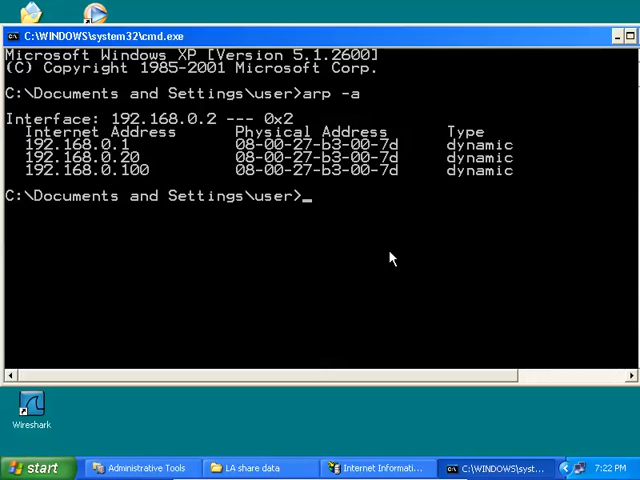 C:\WINDOWS\system32\cmd.exe
Microsoft Windows XP [Version 5.1.2600]
(C) Copyright 1985-2001 Microsoft Corp.
C:\Documents and Settings\user>arp -a
Interface: 192.168.0.2 --- 0x2
Internet Address Physical Address Type
192.168.0.1 08-00-27-b3-00-7d dynamic
192.168.0.20 08-00-27-b3-00-7d dynamic
192.168.0.100 08-00-27-b3-00-7d dynamic
C:\Documents and Settings\user>_
Wireshark
start Administrative Tools LA share data Internet Informati... C:\WINDOWS\syst... 7:22 PM